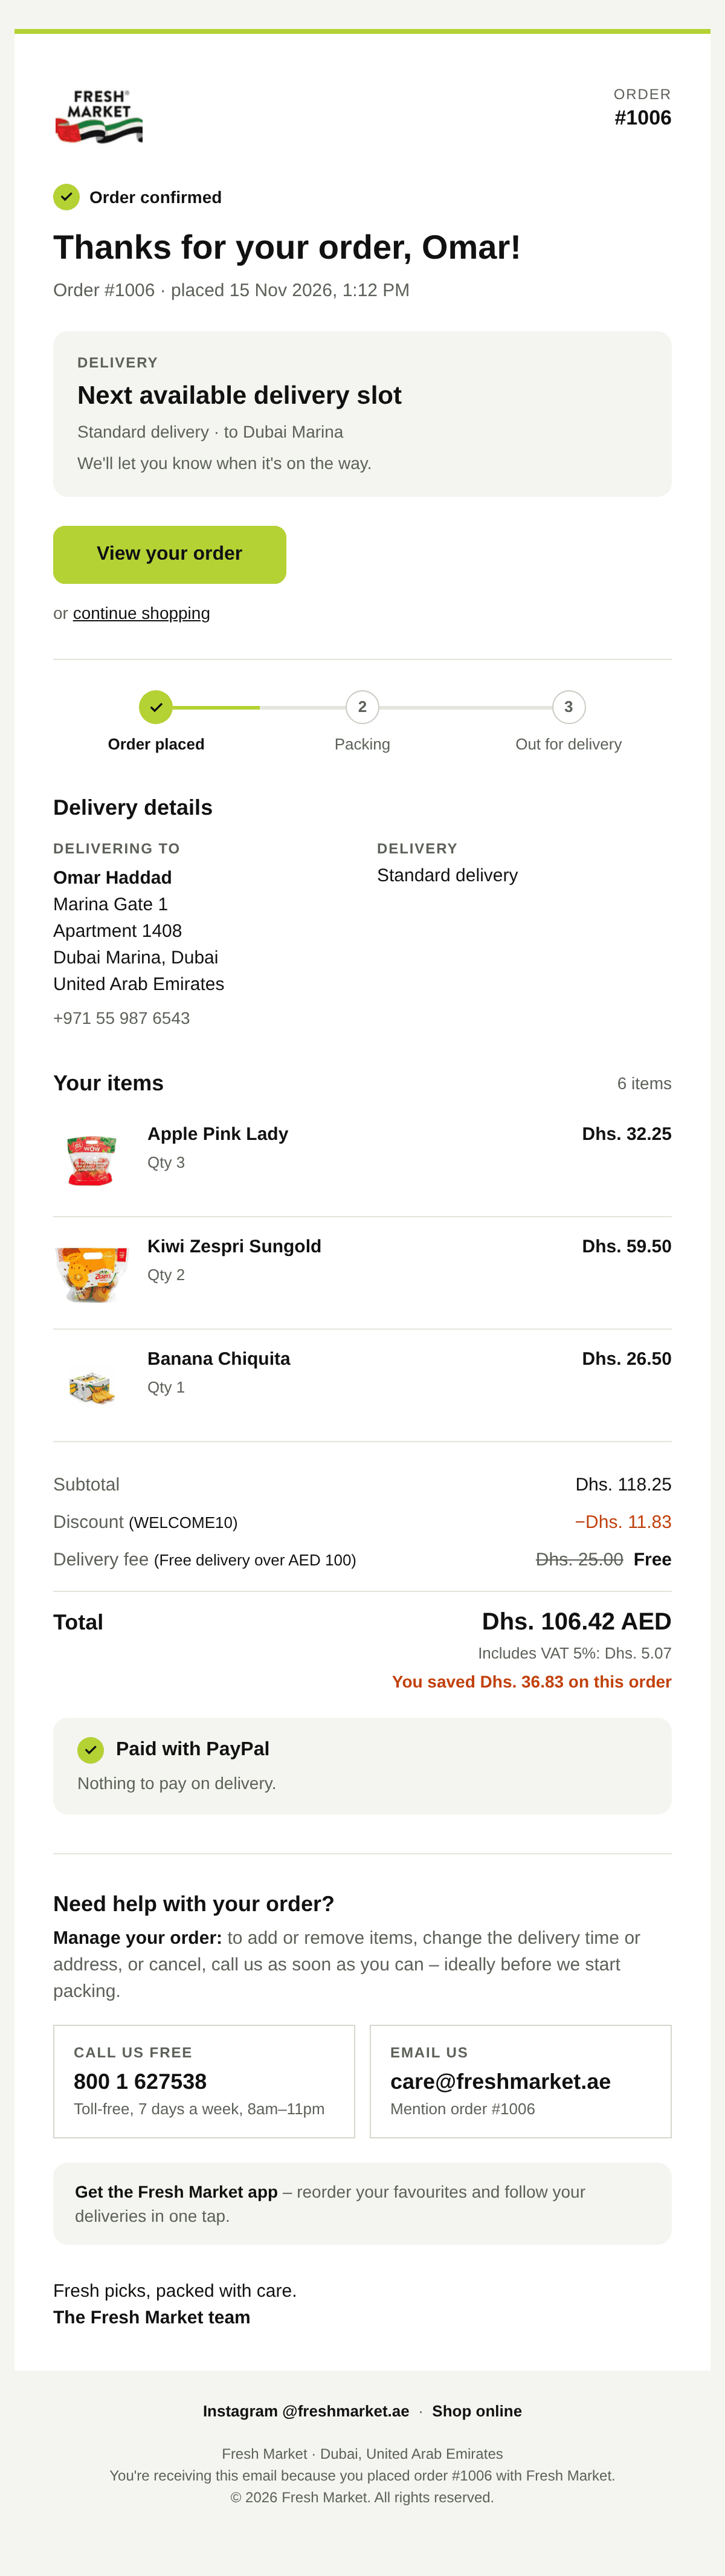 FRESH
MARKET
ORDER
#1006
Order confirmed
Thanks for your order, Omar!
Order #1006 · placed 15 Nov 2026, 1:12 PM
DELIVERY
Next available delivery slot
Standard delivery · to Dubai Marina
We'll let you know when it's on the way.
View your order
or continue shopping
2
3
Order placed
Packing
Out for delivery
Delivery details
DELIVERING TO
Omar Haddad
Marina Gate 1
Apartment 1408
Dubai Marina, Dubai
United Arab Emirates
+971 55 987 6543
DELIVERY
Standard delivery
Your items
6 items
Apple Pink Lady
Dhs. 32.25
Qty 3
Kiwi Zespri Sungold
Dhs. 59.50
Qty 2
Banana Chiquita
Dhs. 26.50
Qty 1
Subtotal
Dhs. 118.25
Discount (WELCOME10)
−Dhs. 11.83
Delivery fee (Free delivery over AED 100)
Dhs. 25.00 Free
Total
Dhs. 106.42 AED
Includes VAT 5%: Dhs. 5.07
You saved Dhs. 36.83 on this order
Paid with PayPal
Nothing to pay on delivery.
Need help with your order?
Manage your order: to add or remove items, change the delivery time or
address, or cancel, call us as soon as you can – ideally before we start
packing.
CALL US FREE
800 1 627538
Toll-free, 7 days a week, 8am–11pm
EMAIL US
care@freshmarket.ae
Mention order #1006
Get the Fresh Market app – reorder your favourites and follow your
deliveries in one tap.
Fresh picks, packed with care.
The Fresh Market team
Instagram @freshmarket.ae · Shop online
Fresh Market · Dubai, United Arab Emirates
You're receiving this email because you placed order #1006 with Fresh Market.
© 2026 Fresh Market. All rights reserved.